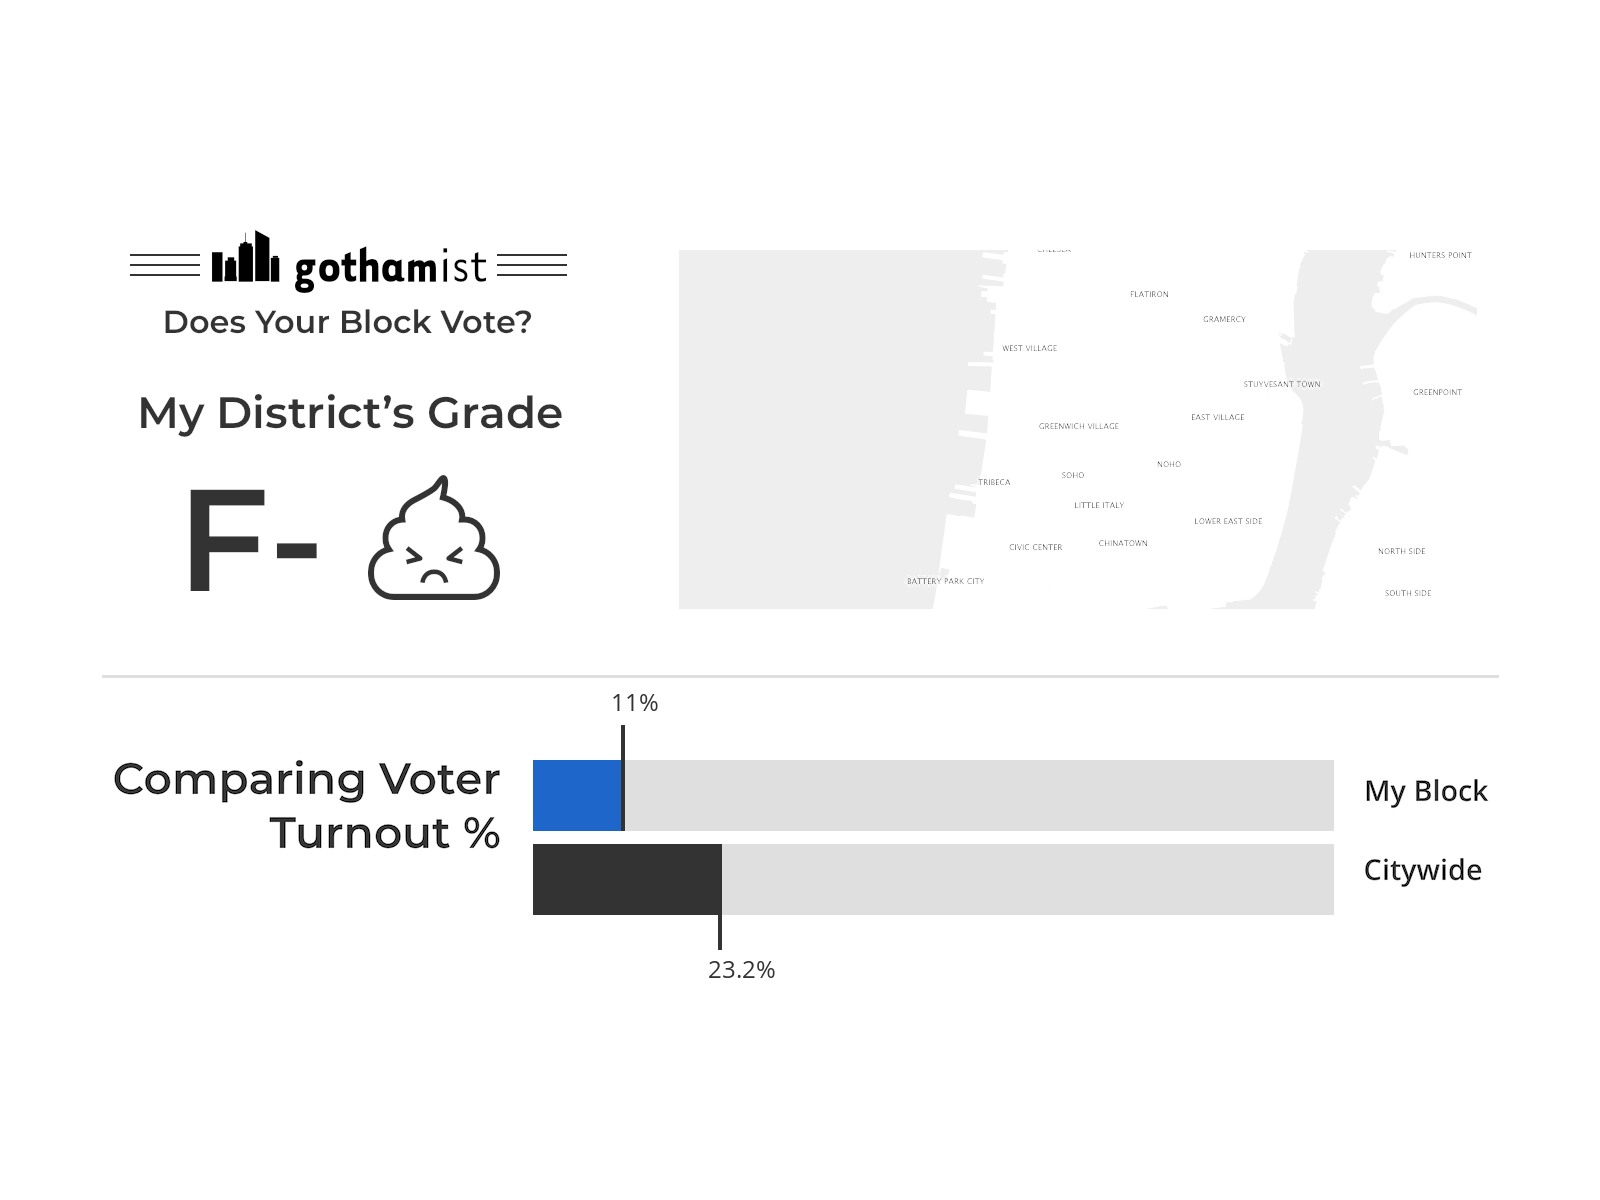 gothamist
Does Your Block Vote?
My District’s Grade
F-
CHELSEA
HUNTERS POINT
FLATIRON
GRAMERCY
WEST VILLAGE
STUYVESANT TOWN
GREENPOINT
EAST VILLAGE
GREENWICH VILLAGE
NOHO
SOHO
TRIBECA
LITTLE ITALY
LOWER EAST SIDE
CHINATOWN
CIVIC CENTER
NORTH SIDE
BATTERY PARK CITY
SOUTH SIDE
11%
Comparing Voter
Turnout %
My Block
Citywide
23.2%